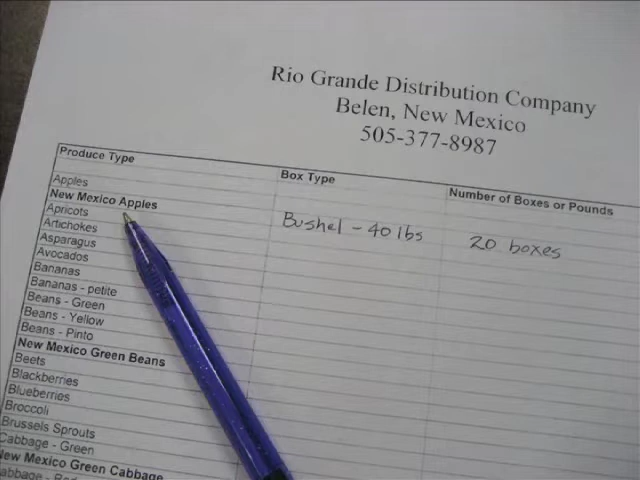 Rio Grande Distribution Company
Belen, New Mexico
505-377-8987
Produce Type Box Type Number of Boxes or Pounds
Apples
New Mexico Apples Bushel - 40 lbs 20 boxes
Apricots
Artichokes
Asparagus
Avocados
Bananas
Bananas - petite
Beans - Green
Beans - Yellow
Beans - Pinto
New Mexico Green Beans
Beets
Blackberries
Blueberries
Broccoli
Brussels Sprouts
Cabbage - Green
New Mexico Green Cabbage
Cabbage - Red